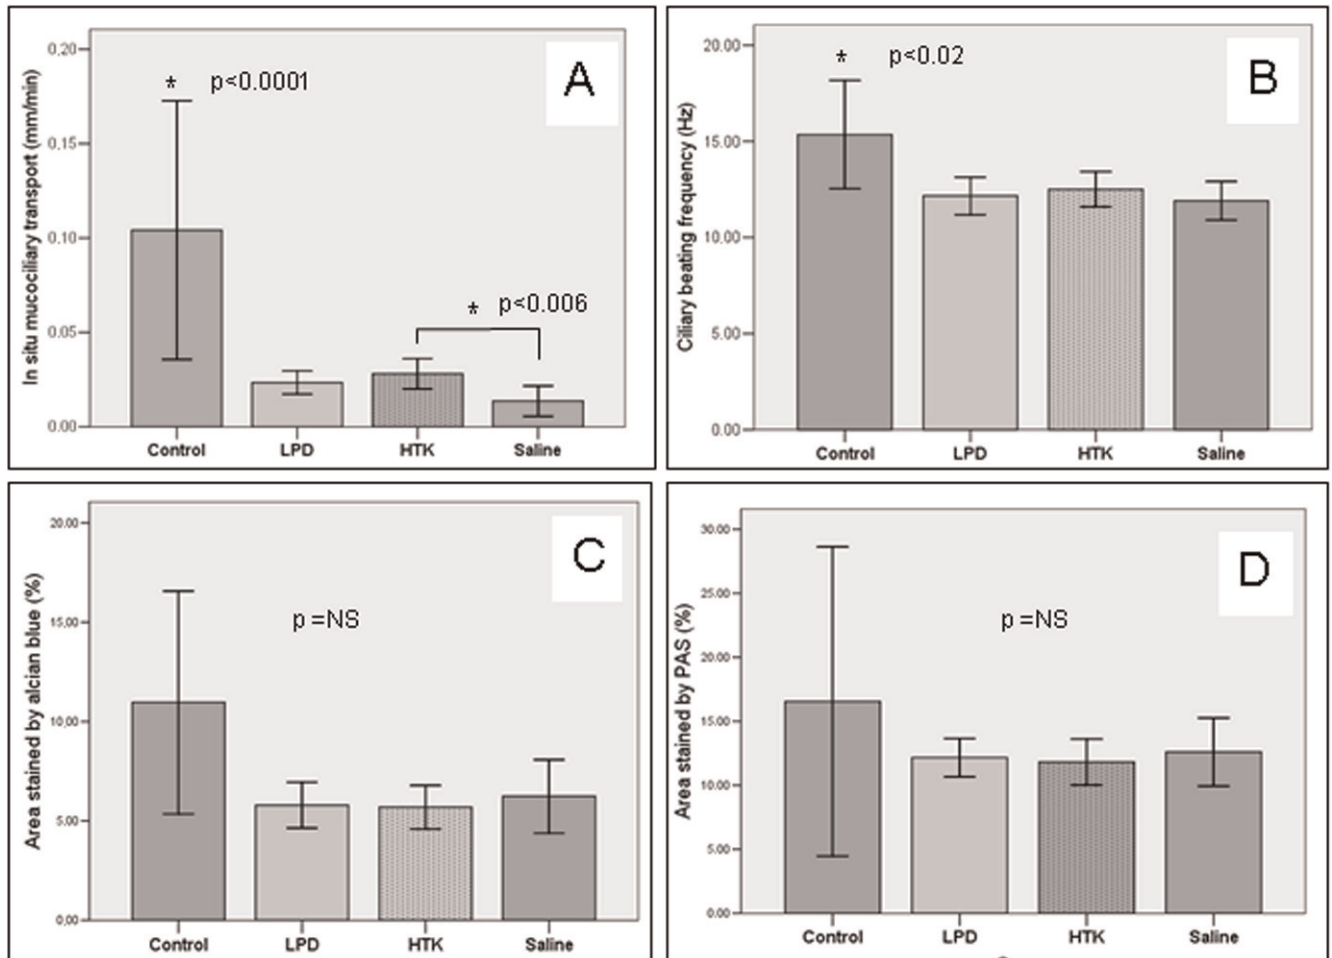 A
In situ mucociliary transport (mm/min)
0,20
0,15
0,10
0,05
0,00
* p<0.0001
* p<0.006
Control LPD HTK Saline
B
Ciliary beating frequency (Hz)
20.00
15.00
10.00
5.00
0.00
* p<0.02
Control LPD HTK Saline
C
Area stained by alcian blue (%)
20,00
15,00
10,00
5,00
0,00
p =NS
Control LPD HTK Saline
D
Area stained by PAS (%)
30.00
25.00
20.00
15.00
10.00
5.00
0.00
p =NS
Control LPD HTK Saline